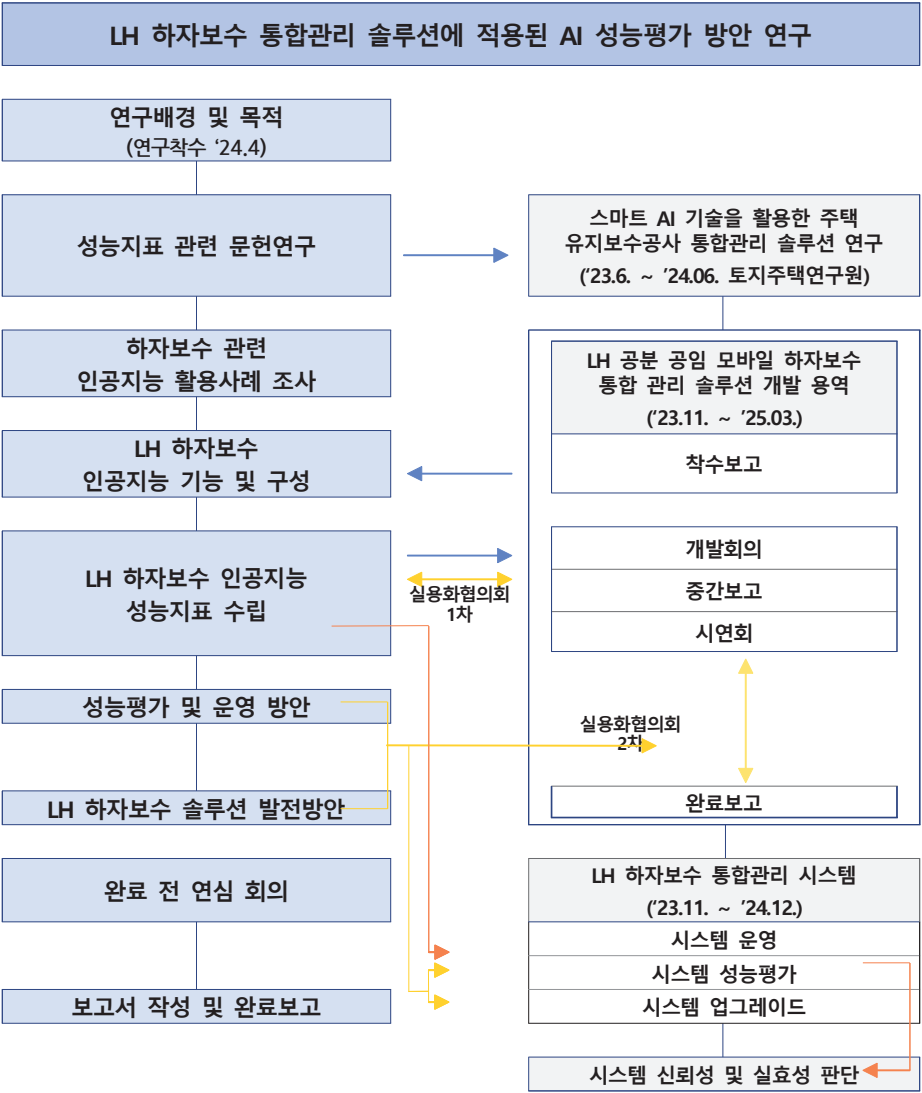 LH 하자보수 통합관리 솔루션에 적용된 AI 성능평가 방안 연구
연구배경 및 목적
(연구착수 ‘24.4)
성능지표 관련 문헌연구
하자보수 관련
인공지능 활용사례 조사
LH 하자보수
인공지능 기능 및 구성
LH 하자보수 인공지능
성능지표 수립
성능평가 및 운영 방안
LH 하자보수 솔루션 발전방안
완료 전 연심 회의
보고서 작성 및 완료보고
실용화협의회
1차
실용화협의회
2차
스마트 AI 기술을 활용한 주택
유지보수공사 통합관리 솔루션 연구
(’23.6. ~ ’24.06. 토지주택연구원)
LH 공분 공임 모바일 하자보수
통합 관리 솔루션 개발 용역
(’23.11. ~ ’25.03.)
착수보고
개발회의
중간보고
시연회
완료보고
LH 하자보수 통합관리 시스템
(’23.11. ~ ’24.12.)
시스템 운영
시스템 성능평가
시스템 업그레이드
시스템 신뢰성 및 실효성 판단